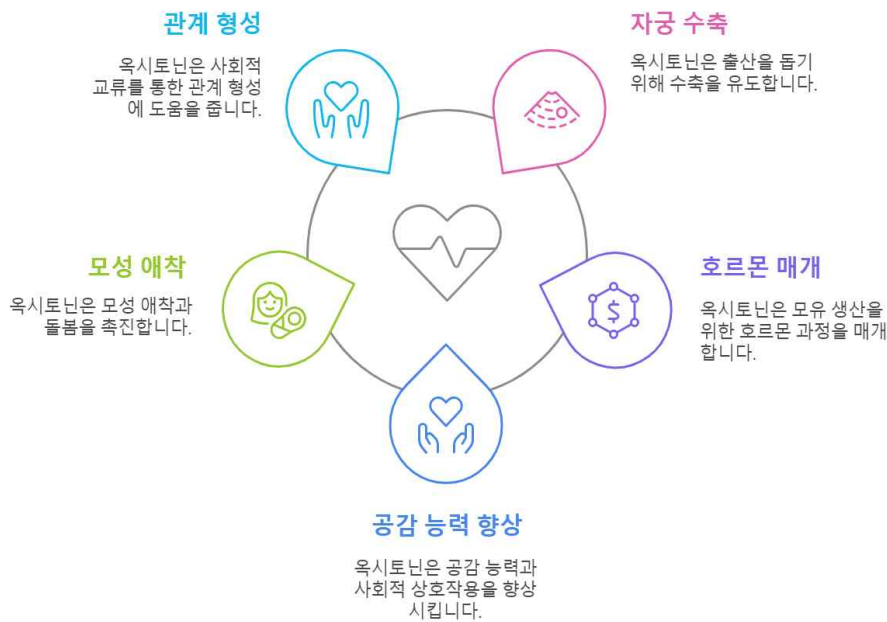 관계 형성
옥시토닌은 사회적
교류를 통한 관계 형성
에 도움을 줍니다.
자궁 수축
옥시토닌은 출산을 돕기
위해 수축을 유도합니다.
모성 애착
옥시토닌은 모성 애착과
돌봄을 촉진합니다.
호르몬 매개
옥시토닌은 모유 생산을
위한 호르몬 과정을 매개
합니다.
$
공감 능력 향상
옥시토닌은 공감 능력과
사회적 상호작용을 향상
시킵니다.